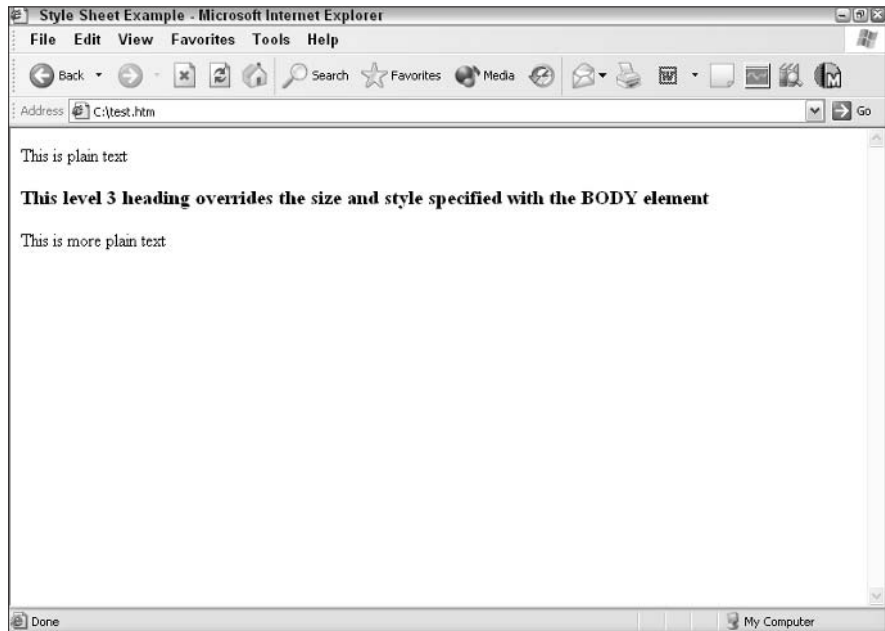 Style Sheet Example - Microsoft Internet Explorer
File Edit View Favorites Tools Help
Back Search Favorites Media W M
Address C:\test.htm Go
This is plain text
This level 3 heading overrides the size and style specified with the BODY element
This is more plain text
Done My Computer